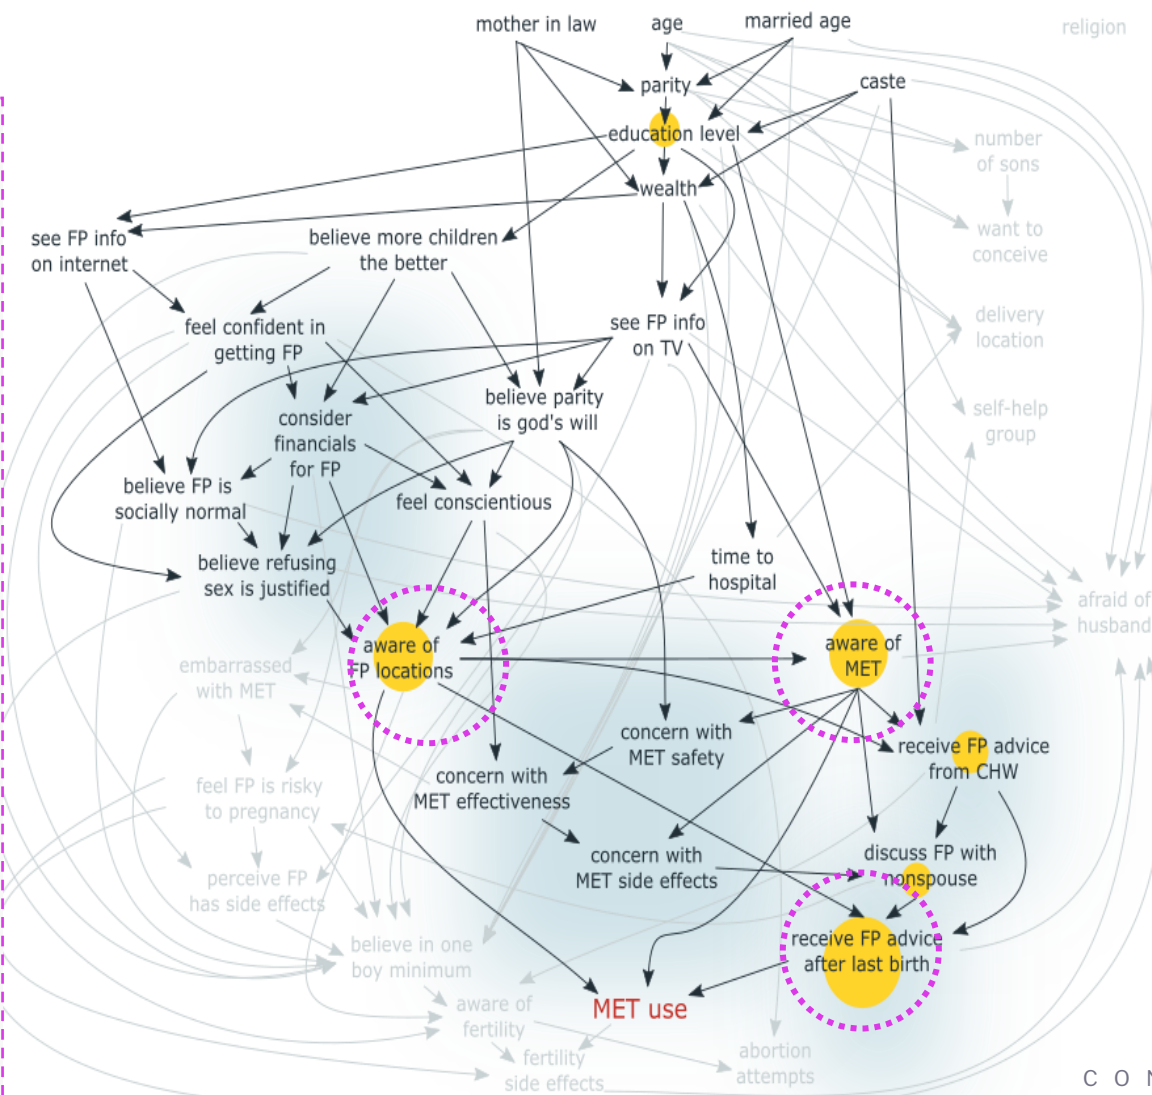 mother in law
age
married age
religion
parity
caste
education level
number
of sons
wealth
see FP info
on internet
believe more children
the better
want to
conceive
feel confident in
getting FP
see FP info
on TV
delivery
location
believe parity
is god's will
consider
financials
for FP
self-help
group
believe FP is
socially normal
feel conscientious
believe refusing
sex is justified
time to
hospital
afraid of
husband
aware of
FP locations
aware of
MET
embarrassed
with MET
concern with
MET safety
receive FP advice
from CHW
concern with
MET effectiveness
feel FP is risky
to pregnancy
concern with
MET side effects
discuss FP with
nonspouse
perceive FP
has side effects
receive FP advice
after last birth
believe in one
boy minimum
MET use
aware of
fertility
fertility
side effects
abortion
attempts
C O N